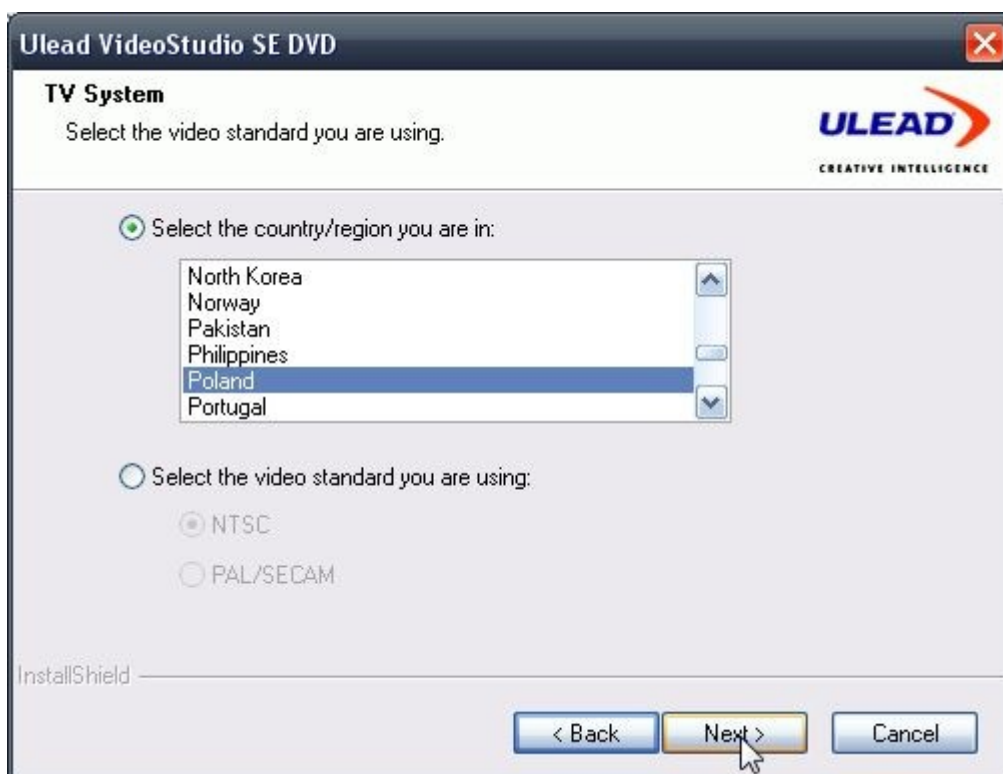 Ulead VideoStudio SE DVD
TV System
Select the video standard you are using.
ULEAD
CREATIVE INTELLIGENCE
Select the country/region you are in:
North Korea
Norway
Pakistan
Philippines
Poland
Portugal
Select the video standard you are using:
NTSC
PAL/SECAM
InstallShield
< Back Next > Cancel